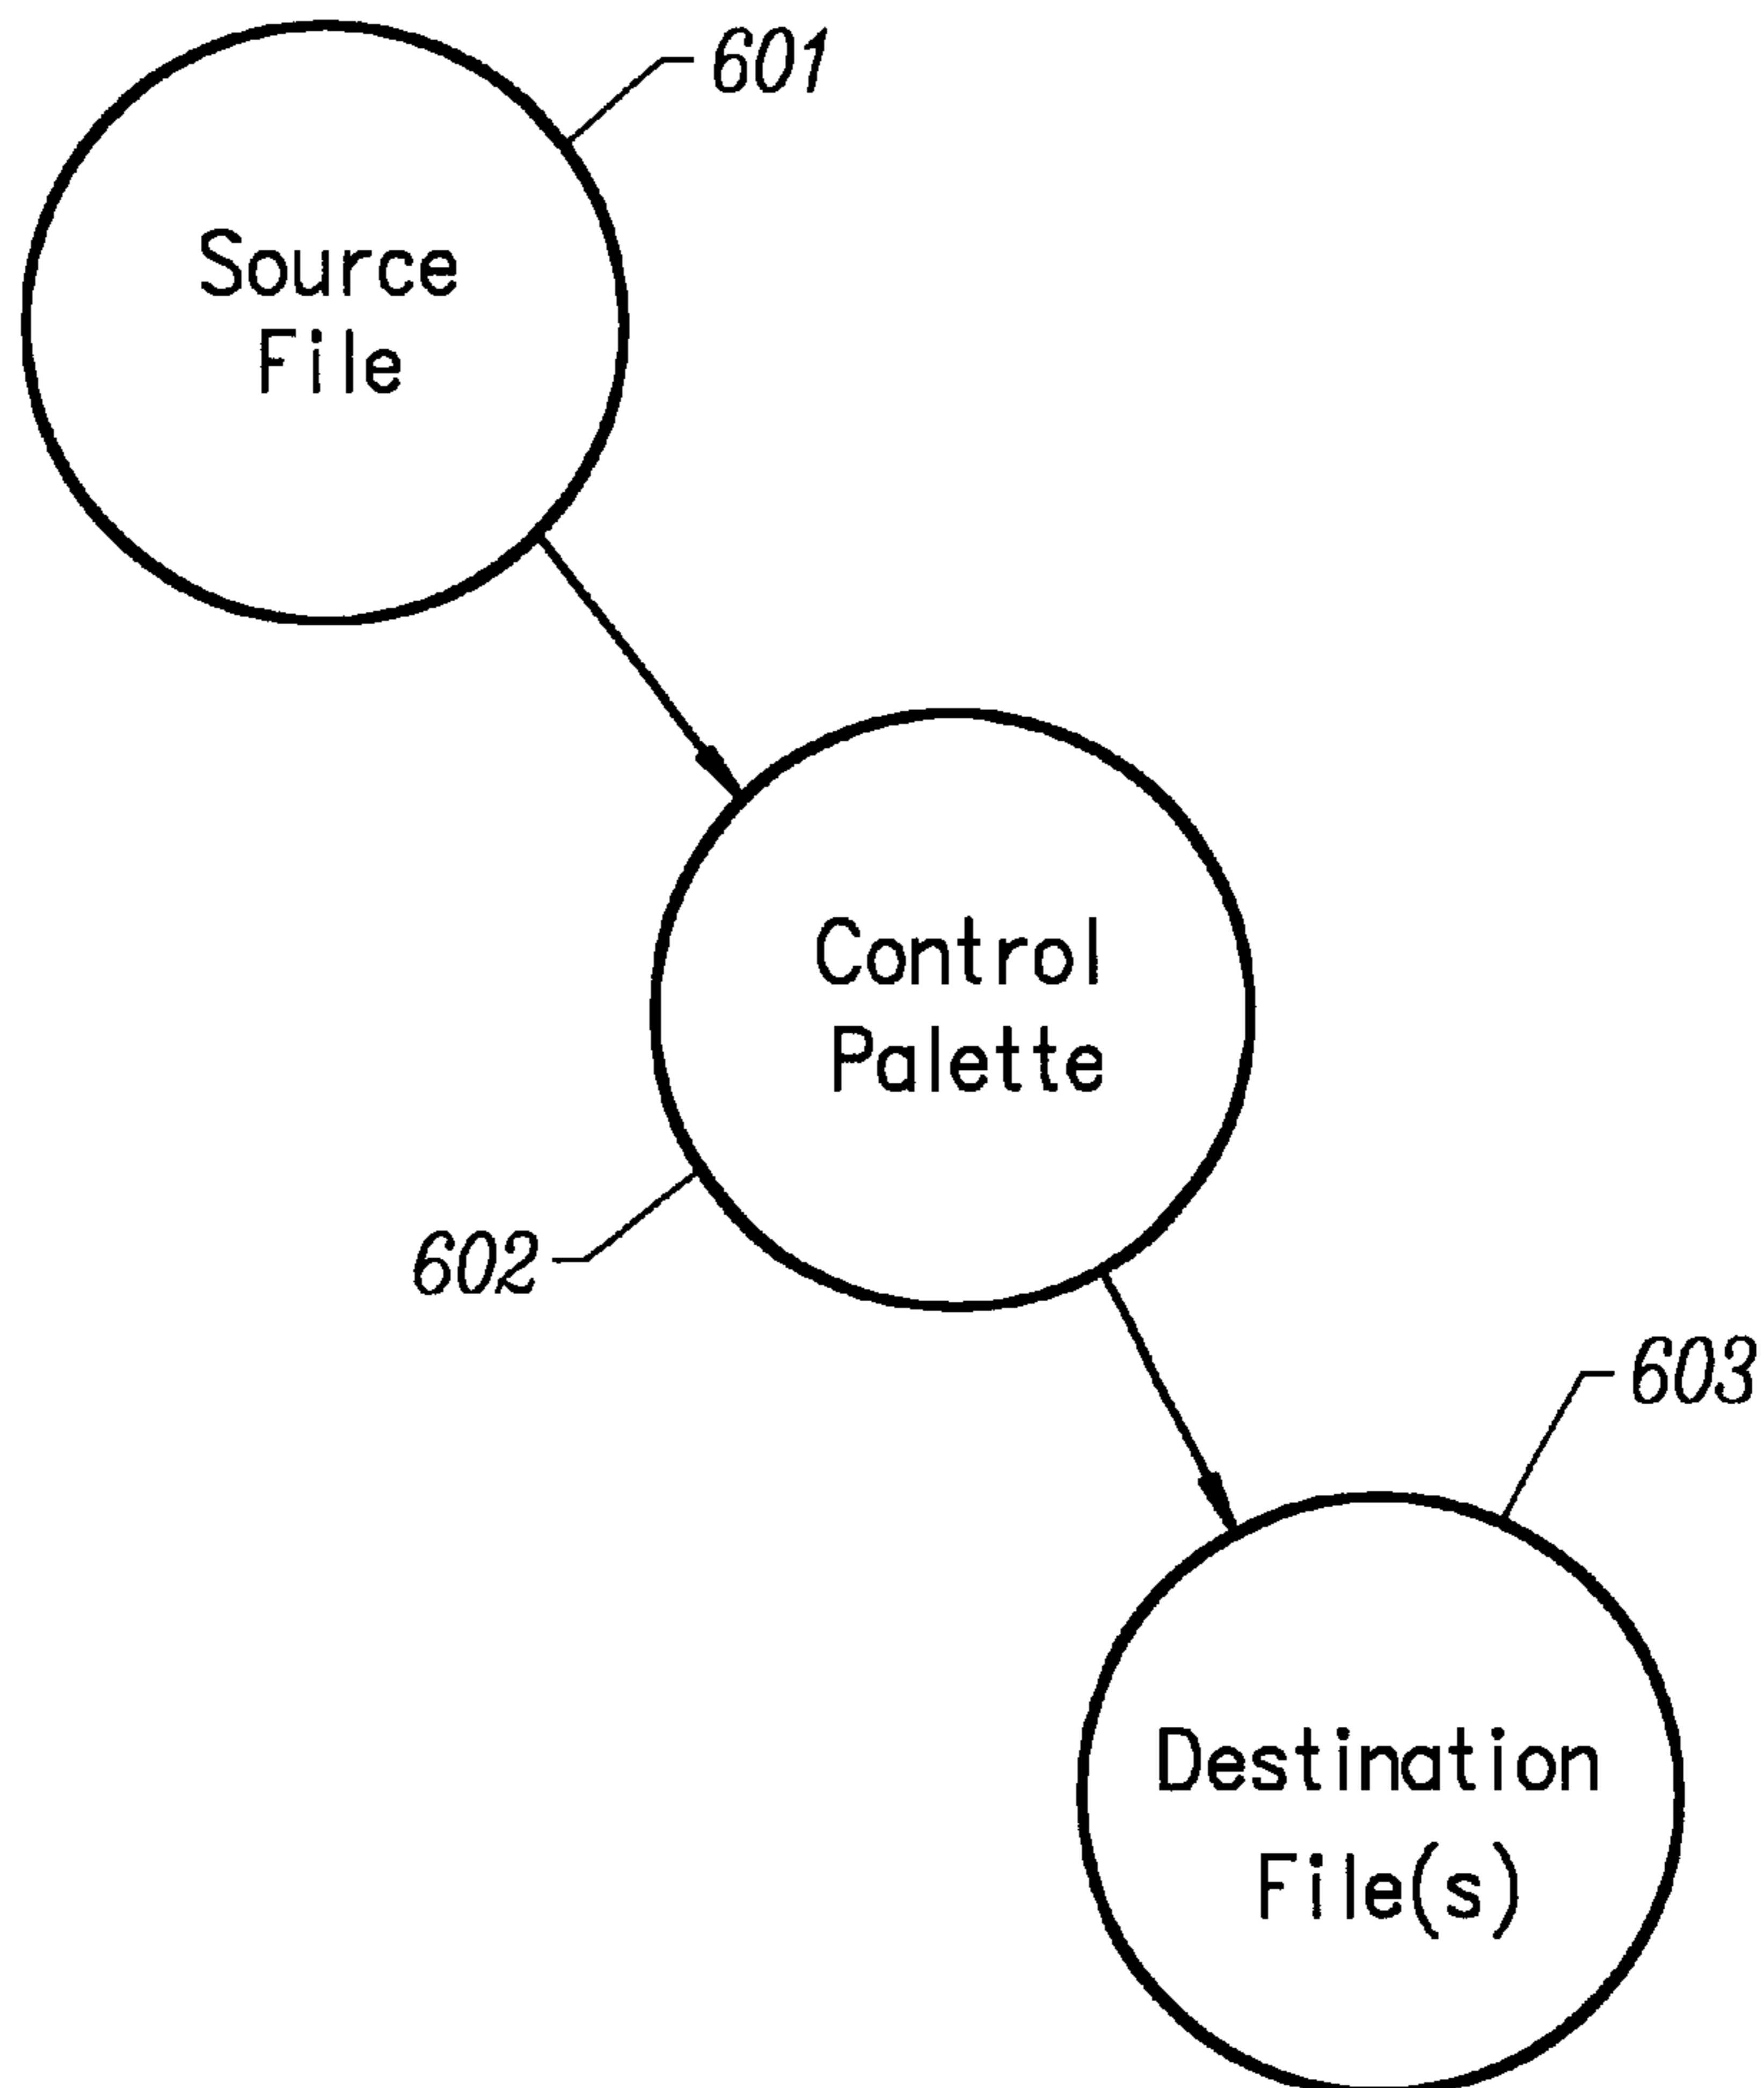 601
Source
File
Control
Palette
602
603
Destination
File(s)